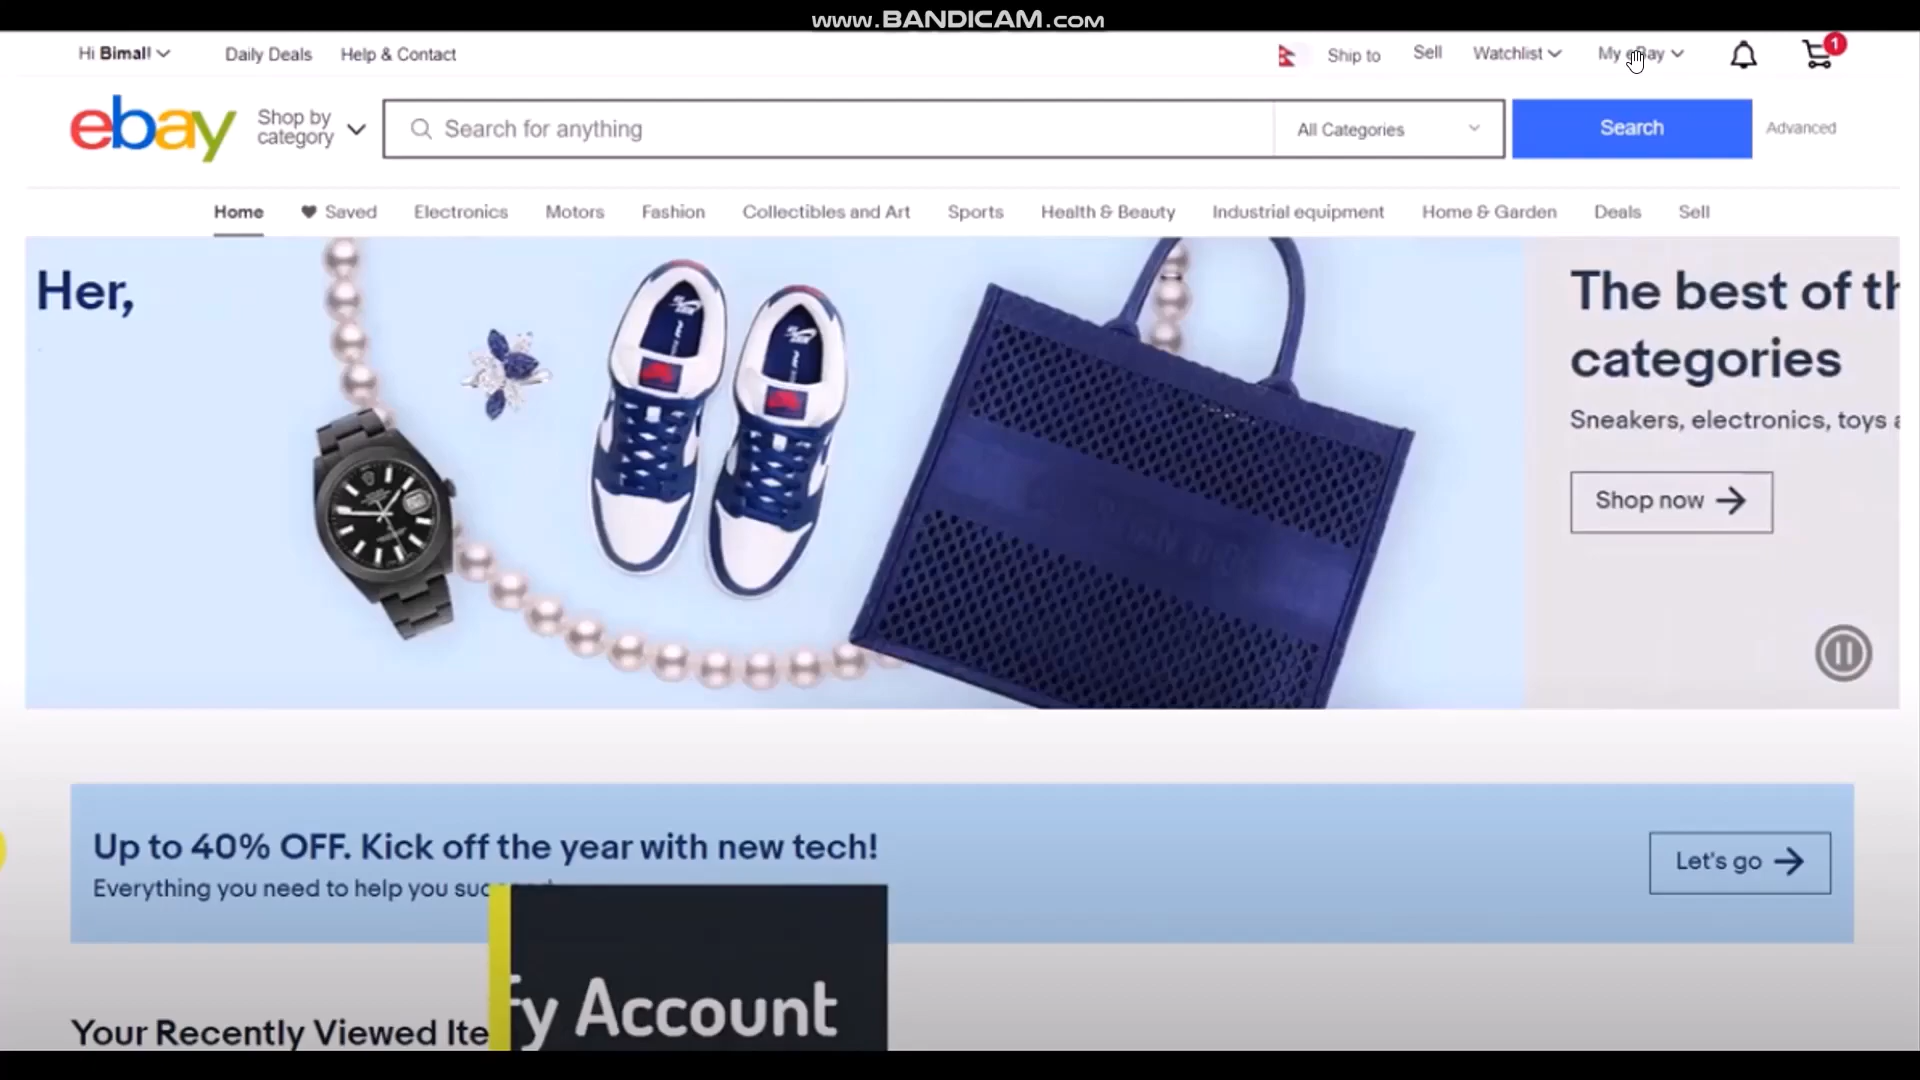 www.BANDICAM.com
Hi Bimal! Daily Deals Help & Contact Ship to Sell Watchlist My eBay 1
ebay Shop by category Search for anything All Categories Search Advanced
Home Saved Electronics Motors Fashion Collectibles and Art Sports Health & Beauty Industrial equipment Home & Garden Deals Sell
Her,
The best of th
categories
Sneakers, electronics, toys a
Shop now
Up to 40% OFF. Kick off the year with new tech!
Everything you need to help you
Let's go
Your Recently Viewed Ite
fy Account